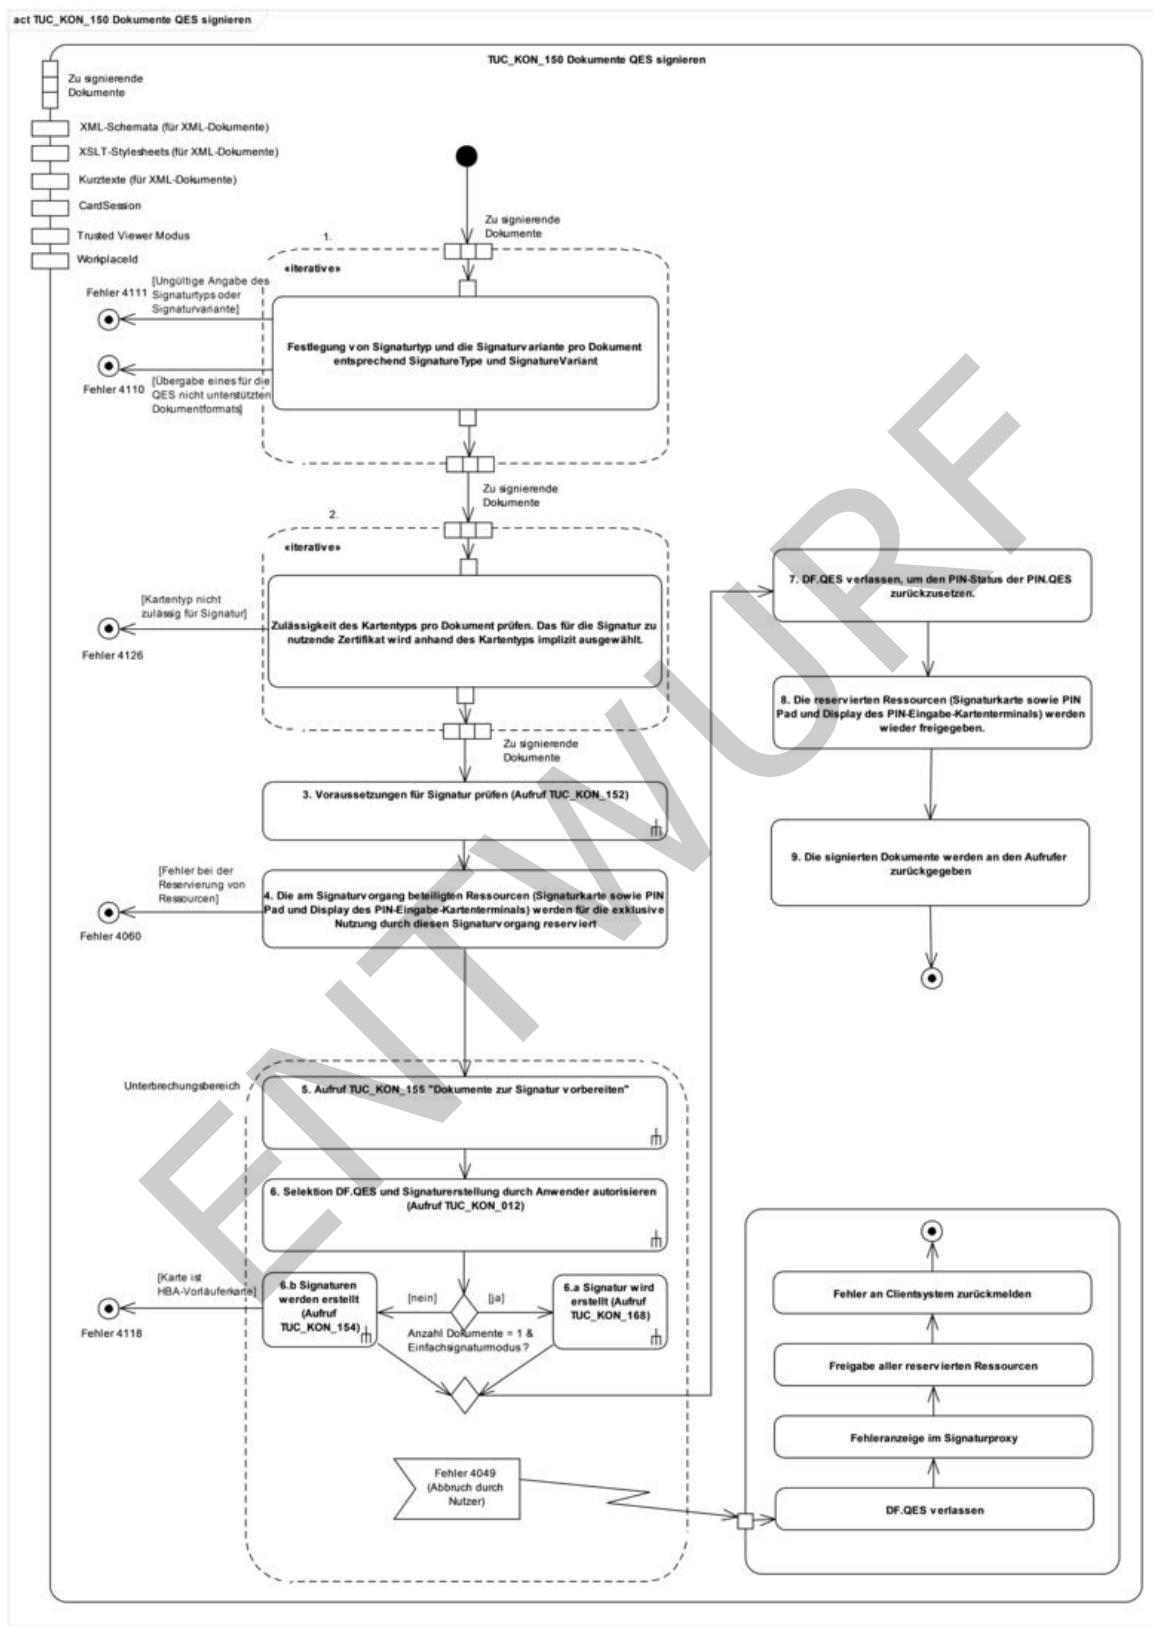 act TUC_KON_150 Dokumente QES signieren
TUC_KON_150 Dokumente QES signieren
Zu signierende
Dokumente
XML-Schemata (für XML-Dokumente)
XSLT-Stylesheets (für XML-Dokumente)
Kurztexte (für XML-Dokumente)
CardSession
Trusted Viewer Modus
WorkplaceId
Zu signierende
Dokumente
1.
«iterative»
[Ungültige Angabe des
Signaturtyps oder
Signaturvariante]
Fehler 4111
Festlegung von Signaturtyp und die Signaturvariante pro Dokument
entsprechend SignatureType und SignatureVariant
Fehler 4110
[Übergabe eines für die
QES nicht unterstützten
Dokumentformats]
Zu signierende
Dokumente
2.
«iterative»
[Kartentyp nicht
zulässig für Signatur]
Fehler 4126
Zulässigkeit des Kartentyps pro Dokument prüfen. Das für die Signatur zu
nutzende Zertifikat wird anhand des Kartentyps implizit ausgewählt.
Zu signierende
Dokumente
3. Voraussetzungen für Signatur prüfen (Aufruf TUC_KON_152)
[Fehler bei der
Reservierung von
Ressourcen]
Fehler 4060
4. Die am Signaturvorgang beteiligten Ressourcen (Signaturkarte sowie PIN
Pad und Display des PIN-Eingabe-Kartenterminals) werden für die exklusive
Nutzung durch diesen Signaturvorgang reserviert
Unterbrechungsbereich
5. Aufruf TUC_KON_155 "Dokumente zur Signatur vorbereiten"
6. Selektion DF.QES und Signaturerstellung durch Anwender autorisieren
(Aufruf TUC_KON_012)
[Karte ist
HBA-Vorläuferkarte]
Fehler 4118
6.b Signaturen
werden erstellt
(Aufruf
TUC_KON_154)
[nein]
[ja]
6.a Signatur wird
erstellt (Aufruf
TUC_KON_168)
Anzahl Dokumente = 1 &
Einfachsignaturmodus ?
Fehler 4049
(Abbruch durch
Nutzer)
7. DF.QES verlassen, um den PIN-Status der PIN.QES
zurückzusetzen.
8. Die reservierten Ressourcen (Signaturkarte sowie PIN
Pad und Display des PIN-Eingabe-Kartenterminals) werden
wieder freigegeben.
9. Die signierten Dokumente werden an den Aufrufer
zurückgegeben
Fehler an Clientsystem zurückmelden
Freigabe aller reservierten Ressourcen
Fehleranzeige im Signaturproxy
DF.QES verlassen
ENTWURF